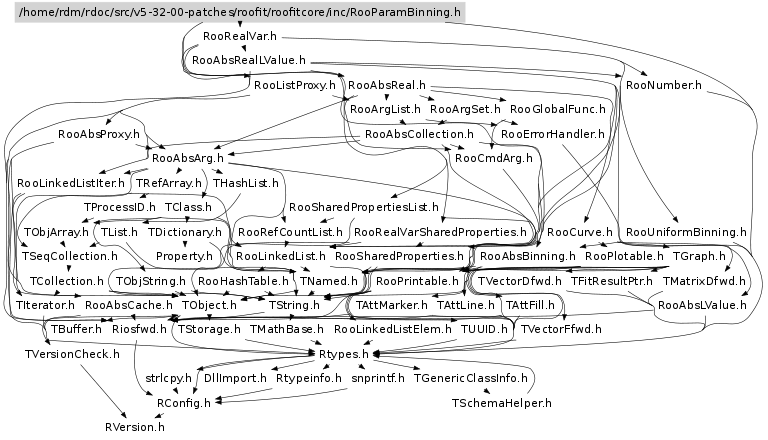 /home/rdm/rdoc/src/v5-32-00-patches/roofit/roofitcore/inc/RooParamBinning.h
RooRealVar.h
RooAbsRealLValue.h
RooListProxy.h RooAbsReal.h RooNumber.h
RooArgList.h RooArgSet.h RooGlobalFunc.h
RooAbsProxy.h RooAbsCollection.h RooErrorHandler.h
RooAbsArg.h RooCmdArg.h
RooLinkedListIter.h TRefArray.h THashList.h
TProcessID.h TClass.h RooSharedPropertiesList.h
TObjArray.h TList.h TDictionary.h RooRefCountList.h RooRealVarSharedProperties.h RooCurve.h RooUniformBinning.h
TSeqCollection.h Property.h RooLinkedList.h RooSharedProperties.h RooAbsBinning.h RooPlotable.h TGraph.h
TCollection.h TObjString.h RooHashTable.h TNamed.h RooPrintable.h TVectorDfwd.h TFitResultPtr.h TMatrixDfwd.h
TIterator.h RooAbsCache.h TObject.h TString.h TAttMarker.h TAttLine.h TAttFill.h RooAbsLValue.h
TBuffer.h Riosfwd.h TStorage.h TMathBase.h RooLinkedListElem.h TUUID.h TVectorFfwd.h
TVersionCheck.h Rtypes.h
strlcpy.h DllImport.h Rtypeinfo.h snprintf.h TGenericClassInfo.h
RConfig.h TSchemaHelper.h
RVersion.h